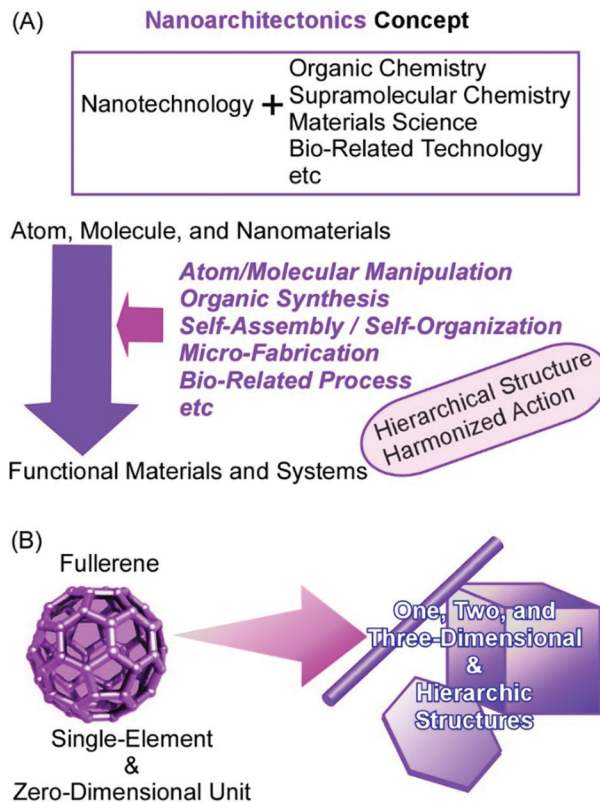 (A)
Nanoarchitectonics Concept
Nanotechnology +
Organic Chemistry
Supramolecular Chemistry
Materials Science
Bio-Related Technology
etc
Atom, Molecule, and Nanomaterials
Atom/Molecular Manipulation
Organic Synthesis
Self-Assembly / Self-Organization
Micro-Fabrication
Bio-Related Process
etc
Hierarchical Structure
Harmonized Action
Functional Materials and Systems
(B)
Fullerene
Single-Element
&
Zero-Dimensional Unit
One, Two, and
Three-Dimensional
&
Hierarchic
Structures